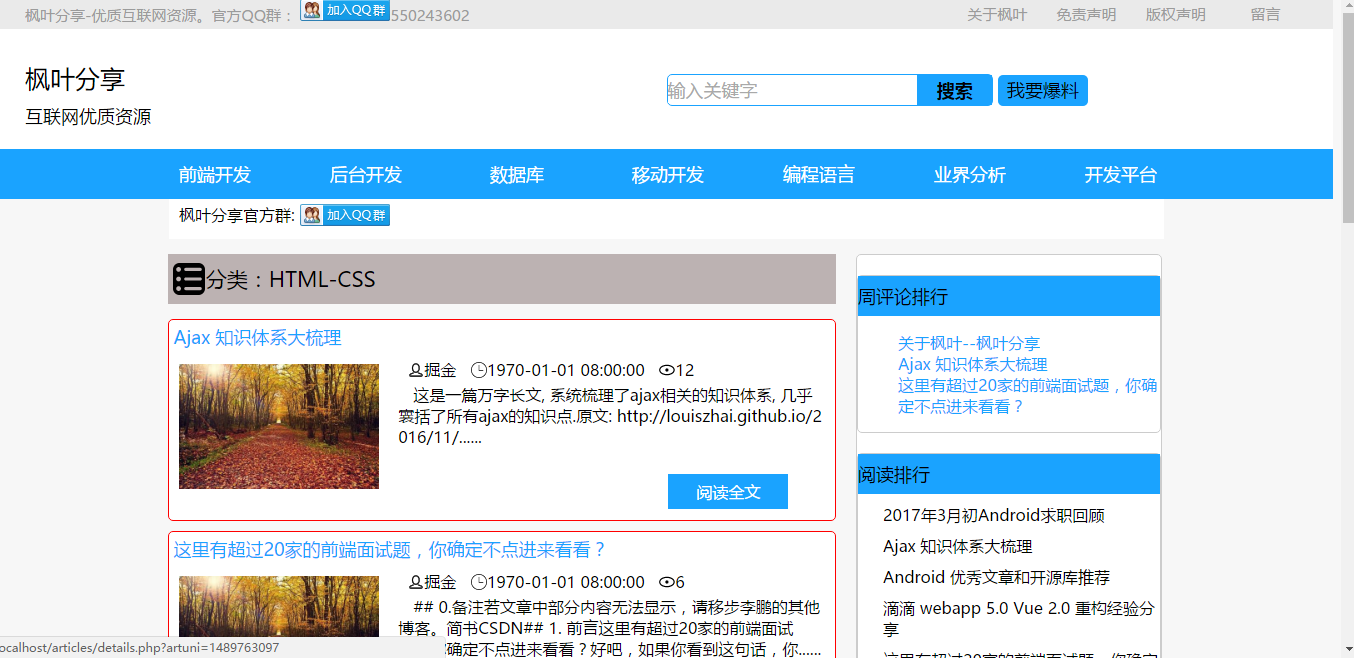 枫叶分享-优质互联网资源。官方QQ群： 加入QQ群 550243602
关于枫叶 免责声明 版权声明 留言
枫叶分享
互联网优质资源
输入关键字 搜索 我要爆料
前端开发 后台开发 数据库 移动开发 编程语言 业界分析 开发平台
枫叶分享官方群: 加入QQ群
分类：HTML-CSS
Ajax 知识体系大梳理
掘金 1970-01-01 08:00:00 12
这是一篇万字长文, 系统梳理了ajax相关的知识体系, 几乎
囊括了所有ajax的知识点.原文: http://louiszhai.github.io/2
016/11/......
阅读全文
这里有超过20家的前端面试题，你确定不点进来看看？
掘金 1970-01-01 08:00:00 6
## 0.备注若文章中部分内容无法显示，请移步李鹏的其他
博客。简书CSDN## 1. 前言这里有超过20家的前端面试
确定不点进来看看？好吧，如果你看到这句话，你......
周评论排行
关于枫叶--枫叶分享
Ajax 知识体系大梳理
这里有超过20家的前端面试题，你确
定不点进来看看？
阅读排行
2017年3月初Android求职回顾
Ajax 知识体系大梳理
Android 优秀文章和开源库推荐
滴滴 webapp 5.0 Vue 2.0 重构经验分
享
这里有超过20家的前端面试题，你确定
ocalhost/articles/details.php?artuni=1489763097